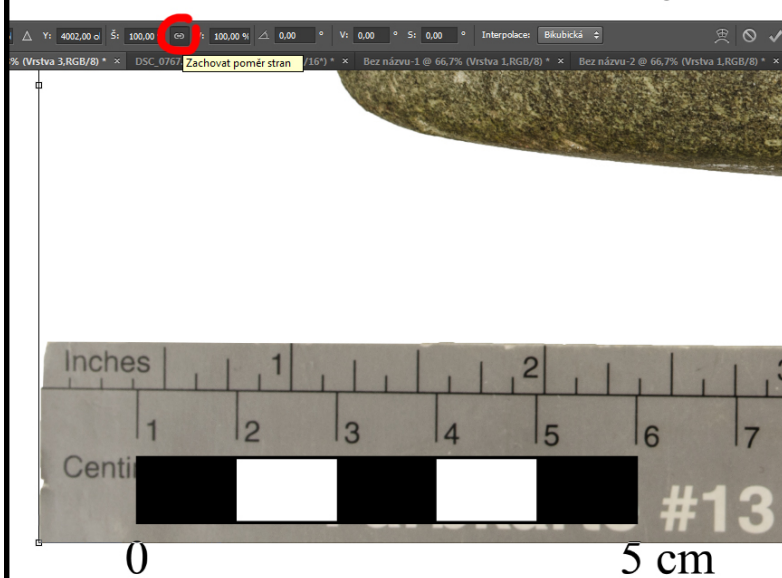 Y: 4002,00 o Š: 100,00 100,00 % 0,00 ° V: 0,00 ° S: 0,00 ° Interpolace: Bikubická
% (Vrstva 3,RGB/8) * × DSC_0767. /16*) * × Bez názvu-1 @ 66,7% (Vrstva 1,RGB/8) * × Bez názvu-2 @ 66,7% (Vrstva 1,RGB/8) * ×
Zachovat poměr stran
Inches 1 2 3
1 2 3 4 5 6 7
Centi
#13
0 5 cm